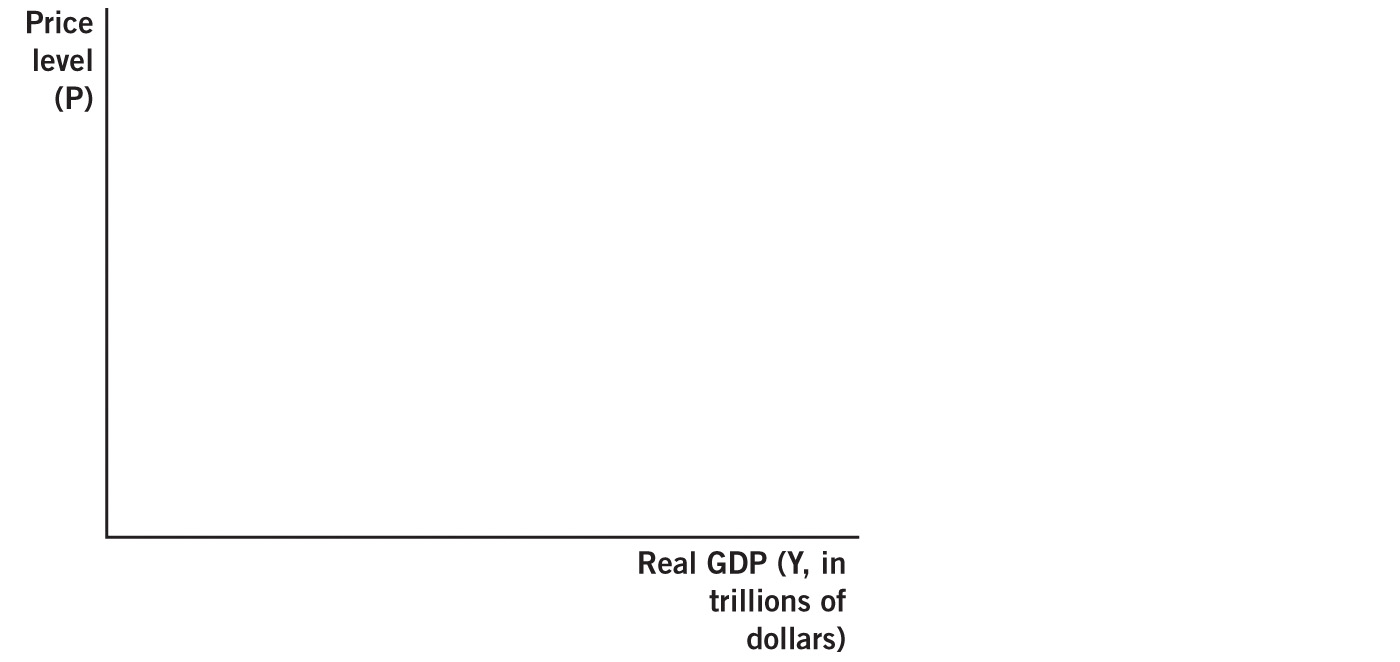 Price
level
(P)
Real GDP (Y, in
trillions of
dollars)